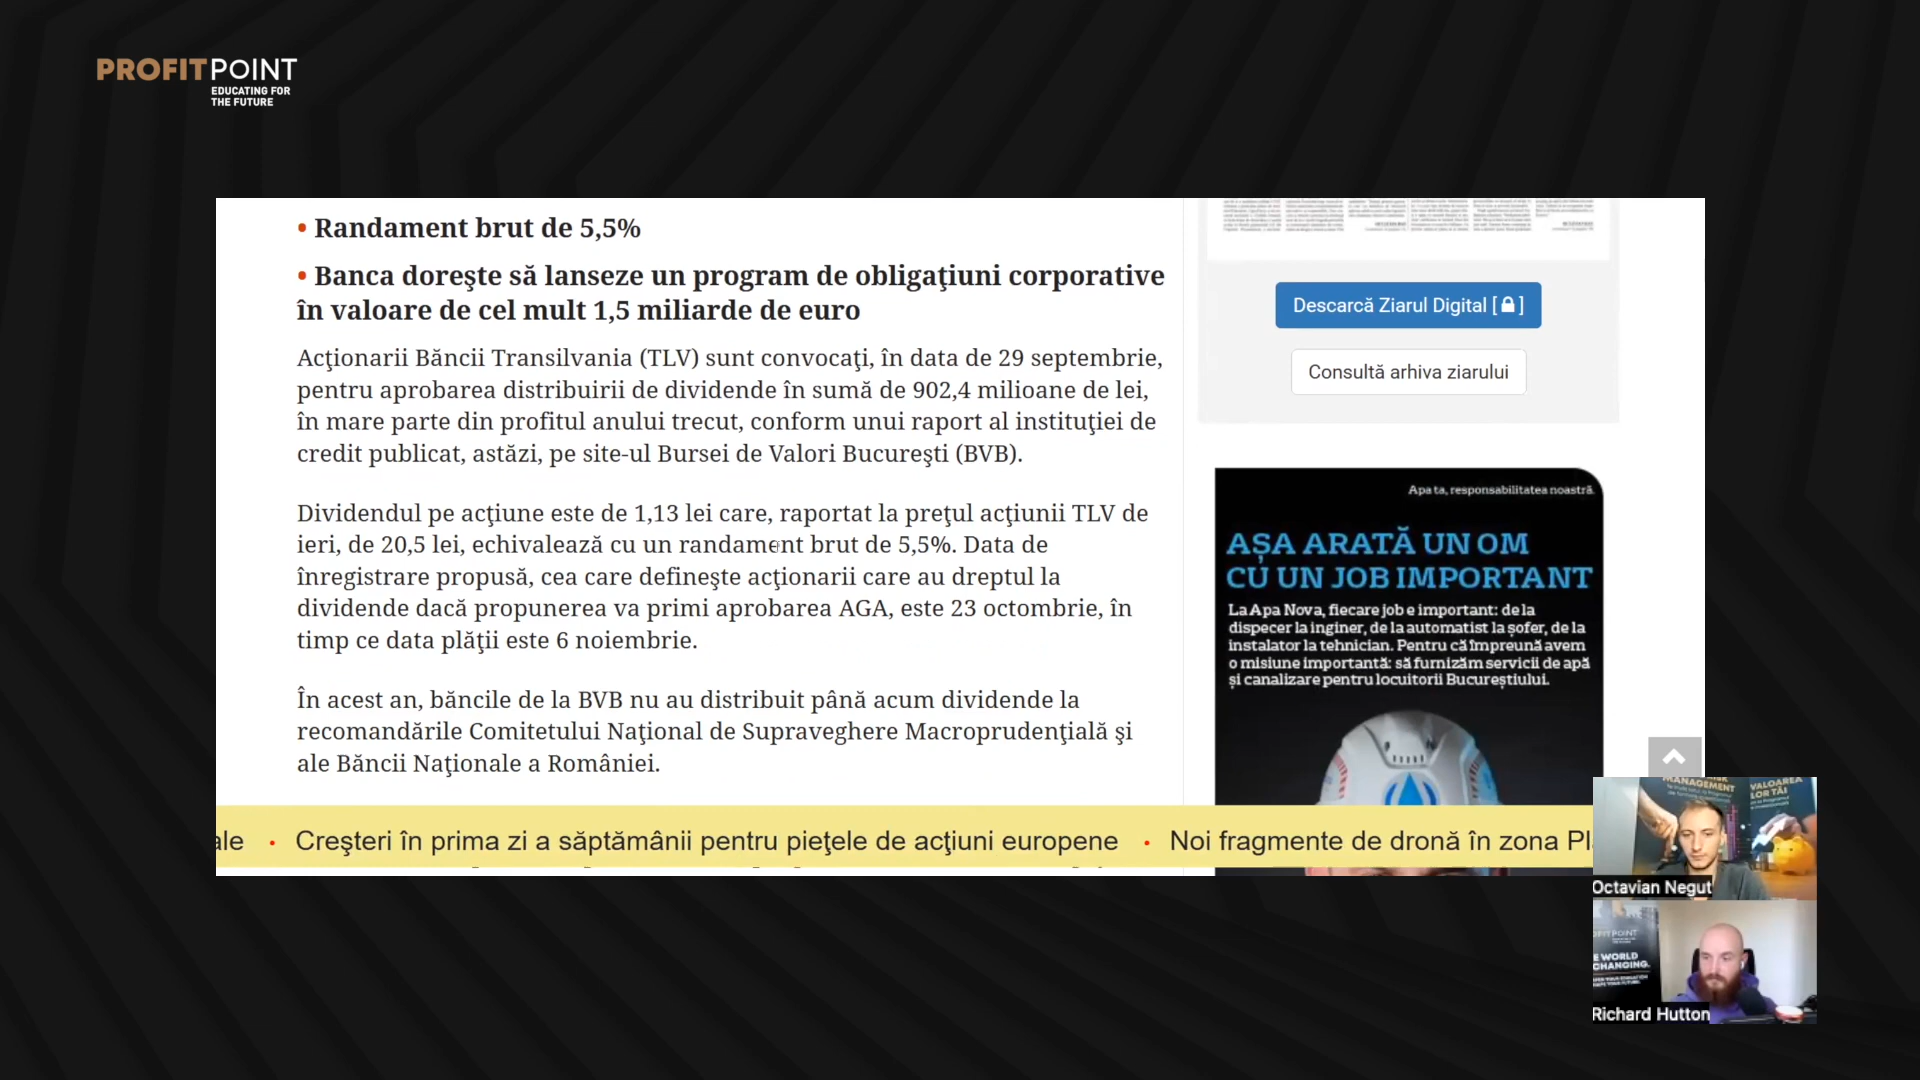 PROFITPOINT
EDUCATING FOR
THE FUTURE
• Randament brut de 5,5%
• Banca doreşte să lanseze un program de obligaţiuni corporative
în valoare de cel mult 1,5 miliarde de euro
Acţionarii Băncii Transilvania (TLV) sunt convocaţi, în data de 29 septembrie,
pentru aprobarea distribuirii de dividende în sumă de 902,4 milioane de lei,
în mare parte din profitul anului trecut, conform unui raport al instituţiei de
credit publicat, astăzi, pe site-ul Bursei de Valori Bucureşti (BVB).
Dividendul pe acţiune este de 1,13 lei care, raportat la preţul acţiunii TLV de
ieri, de 20,5 lei, echivalează cu un randament brut de 5,5%. Data de
înregistrare propusă, cea care defineşte acţionarii care au dreptul la
dividende dacă propunerea va primi aprobarea AGA, este 23 octombrie, în
timp ce data plăţii este 6 noiembrie.
În acest an, băncile de la BVB nu au distribuit până acum dividende la
recomandările Comitetului Naţional de Supraveghere Macroprudenţială şi
ale Băncii Naţionale a României.
ale • Creşteri în prima zi a săptămânii pentru pieţele de acţiuni europene • Noi fragmente de dronă în zona Pl
Descarcă Ziarul Digital [ ]
Consultă arhiva ziarului
Apa ta, responsabilitatea noastră.
AȘA ARATĂ UN OM
CU UN JOB IMPORTANT
La Apa Nova, fiecare job e important: de la
dispecer la inginer, de la automatist la șofer, de la
instalator la tehnician. Pentru că împreună avem
o misiune importantă: să furnizăm servicii de apă
și canalizare pentru locuitorii Bucureștiului.
MANAGEMENT
VALOAREA
LOR TĂI
Octavian Negut
E WORLD
CHANGING.
Richard Hutton